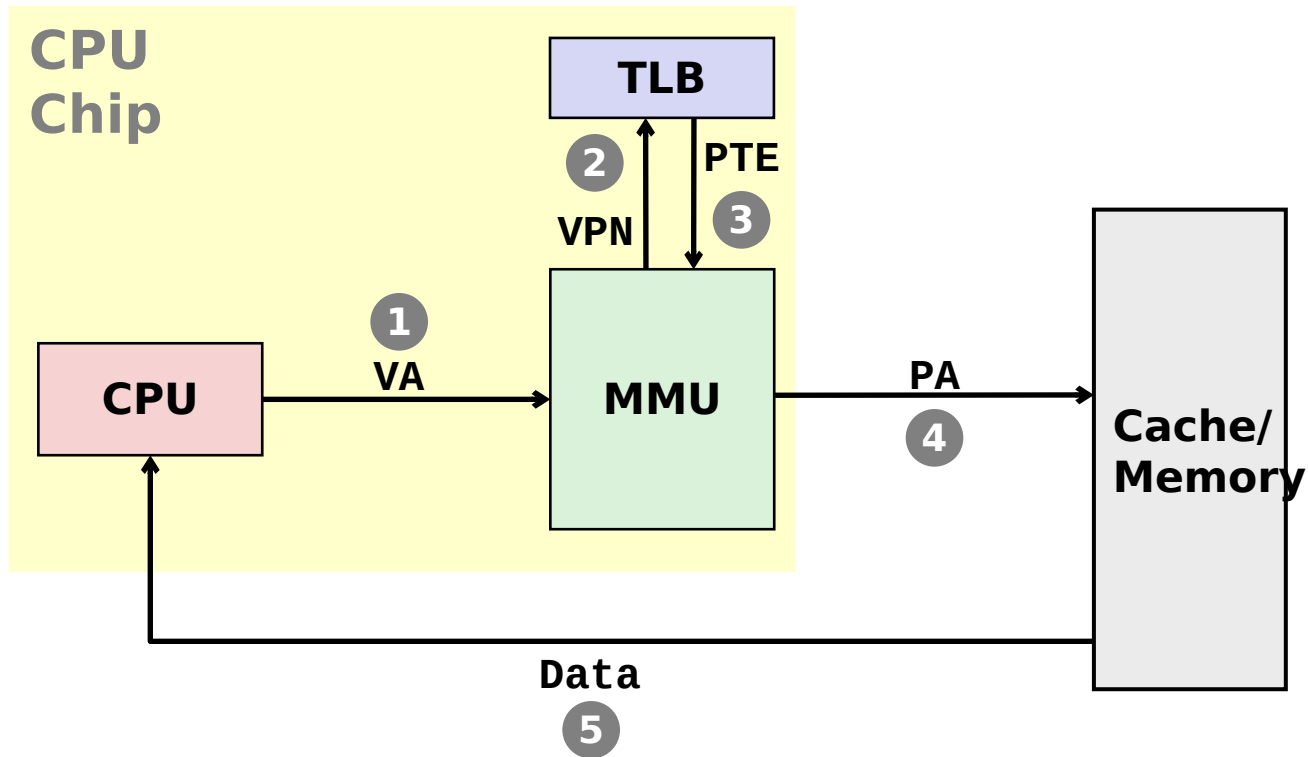 CPU
Chip
TLB
2
PTE
3
VPN
1
VA
CPU
MMU
PA
4
Cache/
Memory
Data
5